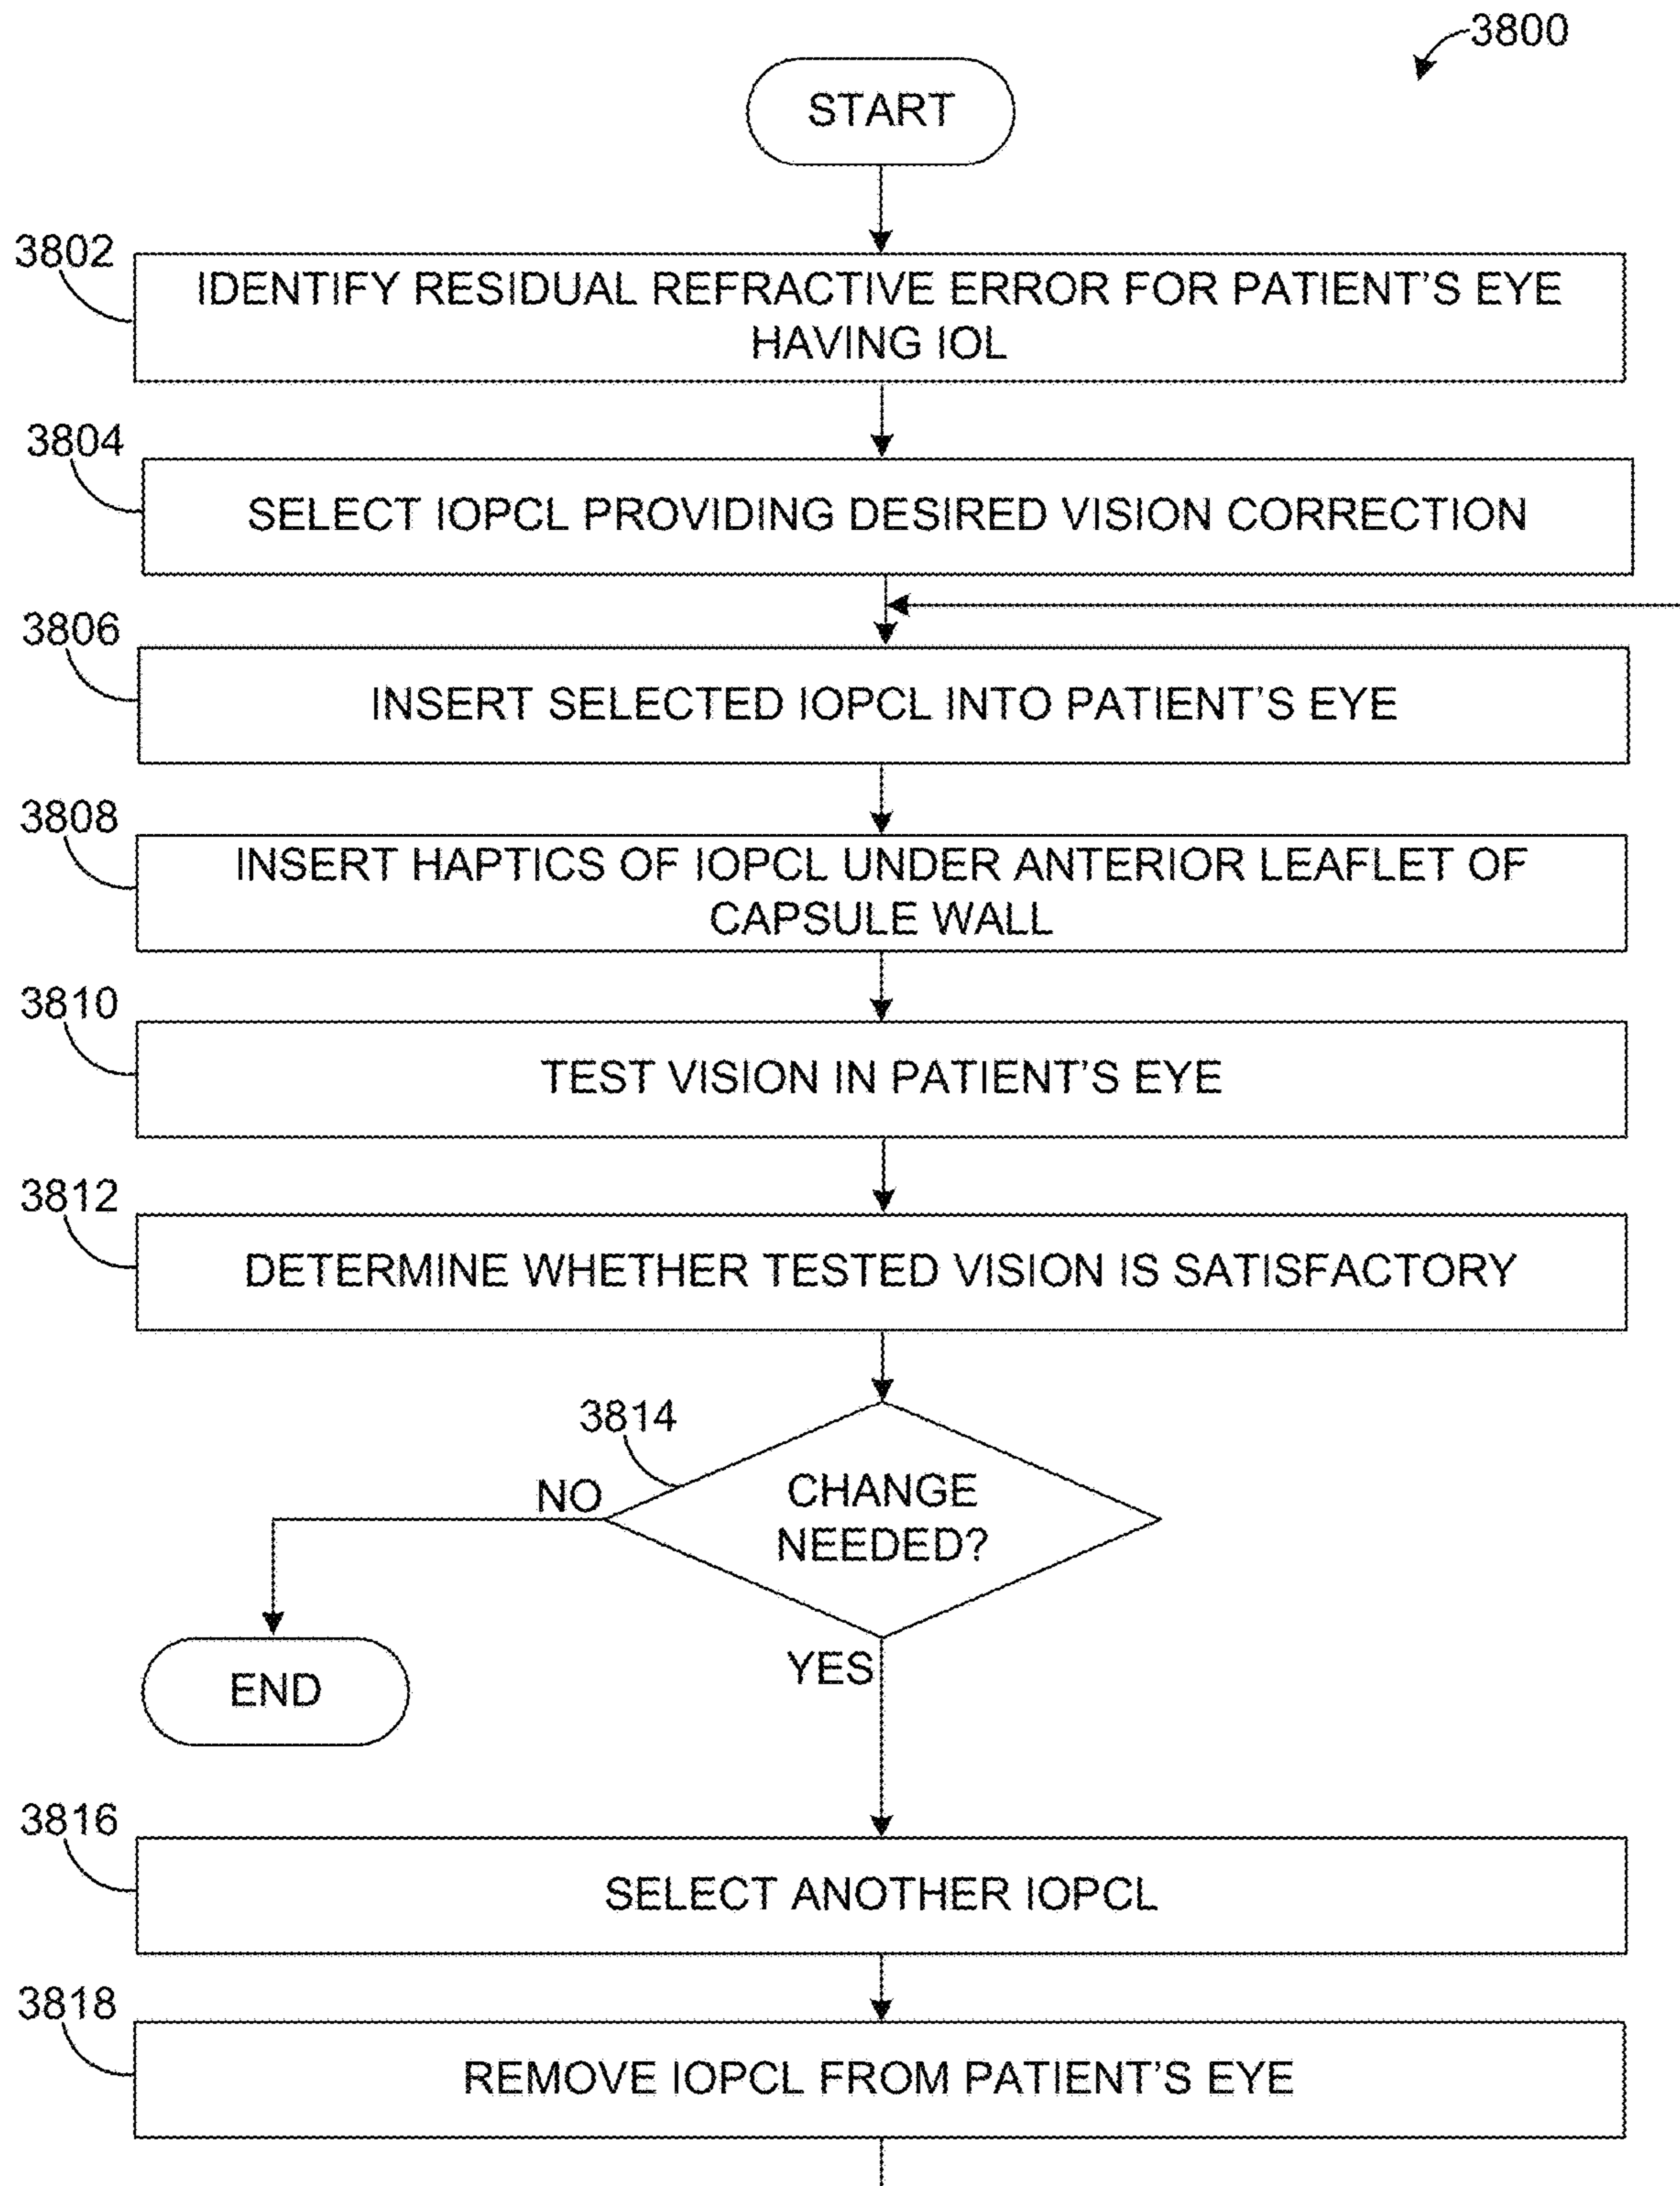 3800
START
3802
IDENTIFY RESIDUAL REFRACTIVE ERROR FOR PATIENT'S EYE
HAVING IOL
3804
SELECT IOPCL PROVIDING DESIRED VISION CORRECTION
3806
INSERT SELECTED IOPCL INTO PATIENT'S EYE
3808
INSERT HAPTICS OF IOPCL UNDER ANTERIOR LEAFLET OF
CAPSULE WALL
3810
TEST VISION IN PATIENT'S EYE
3812
DETERMINE WHETHER TESTED VISION IS SATISFACTORY
3814
CHANGE
NEEDED?
NO
END
YES
3816
SELECT ANOTHER IOPCL
3818
REMOVE IOPCL FROM PATIENT'S EYE